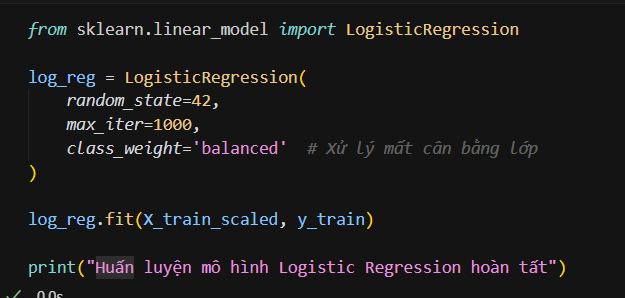 from sklearn.linear_model import LogisticRegression
log_reg = LogisticRegression(
random_state=42,
max_iter=1000,
class_weight='balanced' # Xử lý mất cân bằng lớp
)
log_reg.fit(X_train_scaled, y_train)
print("Huấn luyện mô hình Logistic Regression hoàn tất")
0.0s